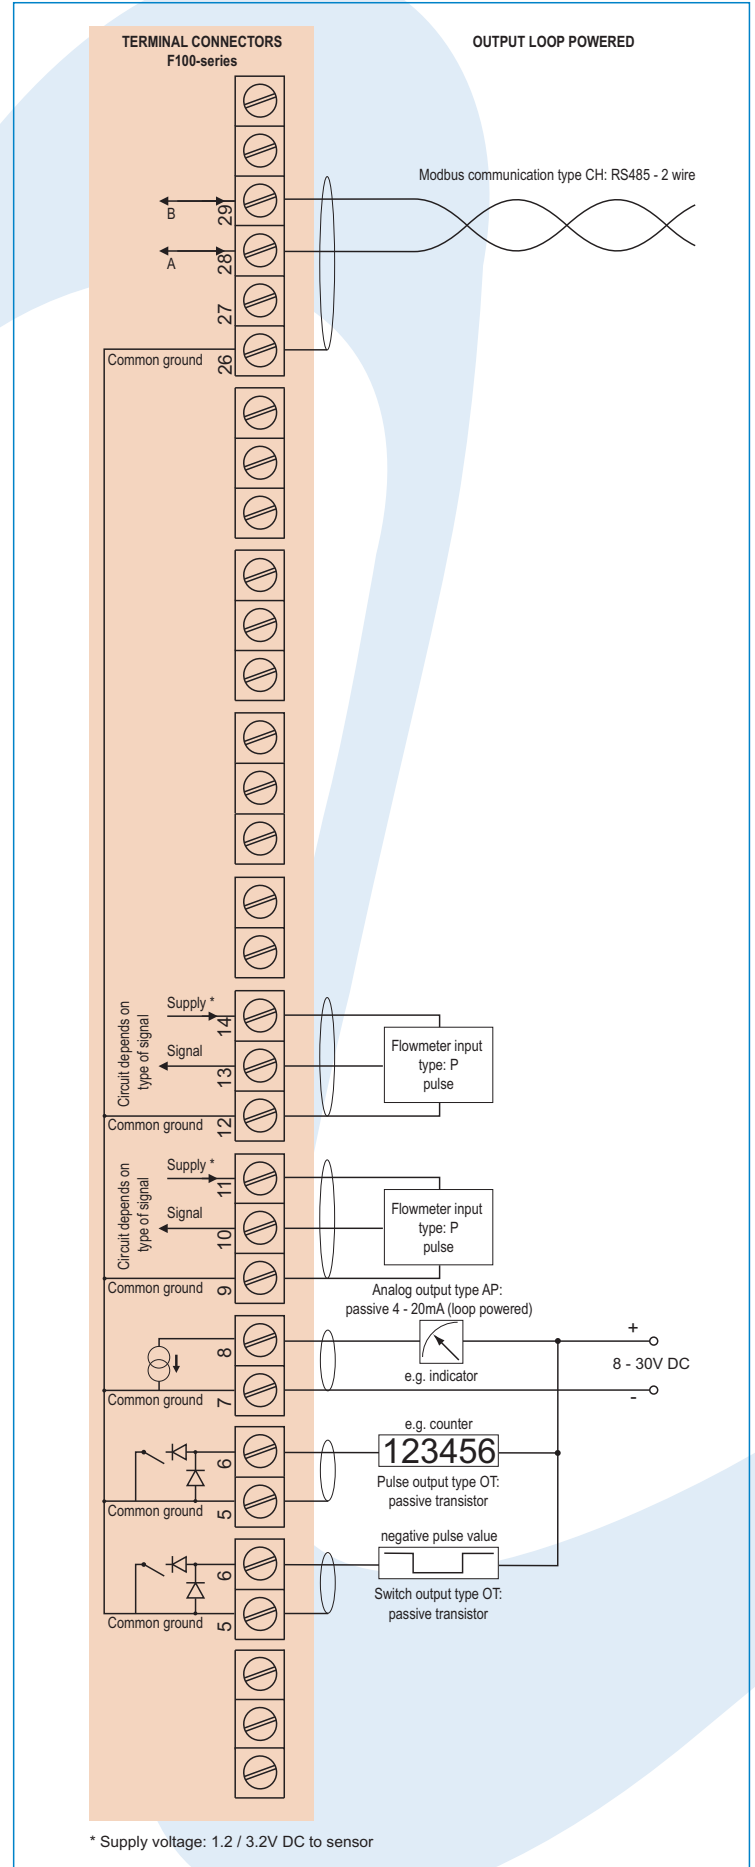 TERMINAL CONNECTORS
F100-series
OUTPUT LOOP POWERED
Modbus communication type CH: RS485 - 2 wire
B
29
A
28
27
Common ground
26
Circuit depends on
type of signal
Supply *
14
Signal
13
Common ground
12
Flowmeter input
type: P
pulse
Circuit depends on
type of signal
Supply *
11
Signal
10
Common ground
9
Flowmeter input
type: P
pulse
Analog output type AP:
passive 4 - 20mA (loop powered)
8
e.g. indicator
+
8 - 30V DC
-
Common ground
7
e.g. counter
6
123456
Pulse output type OT:
passive transistor
Common ground
5
negative pulse value
6
Switch output type OT:
passive transistor
Common ground
5
* Supply voltage: 1.2 / 3.2V DC to sensor